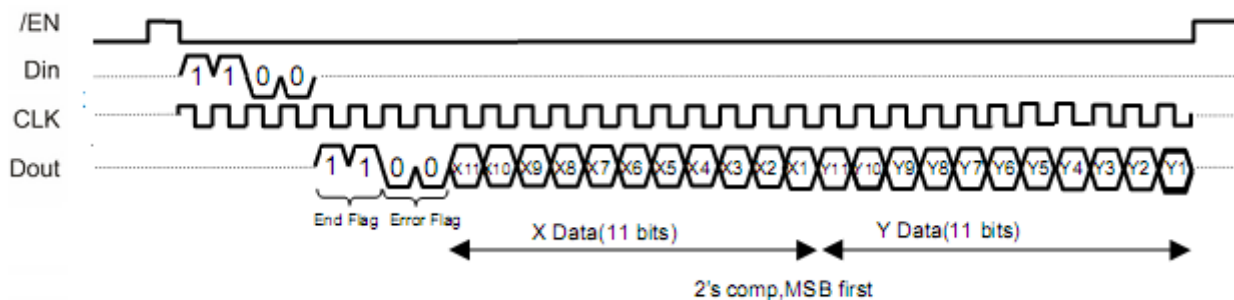 /EN
Din 1 1 0 0
CLK
Dout 1 1 0 0 X11 X10 X9 X8 X7 X6 X5 X4 X3 X2 X1 Y11 Y10 Y9 Y8 Y7 Y6 Y5 Y4 Y3 Y2 Y1
End Flag Error Flag
X Data(11 bits) Y Data(11 bits)
2's comp,MSB first